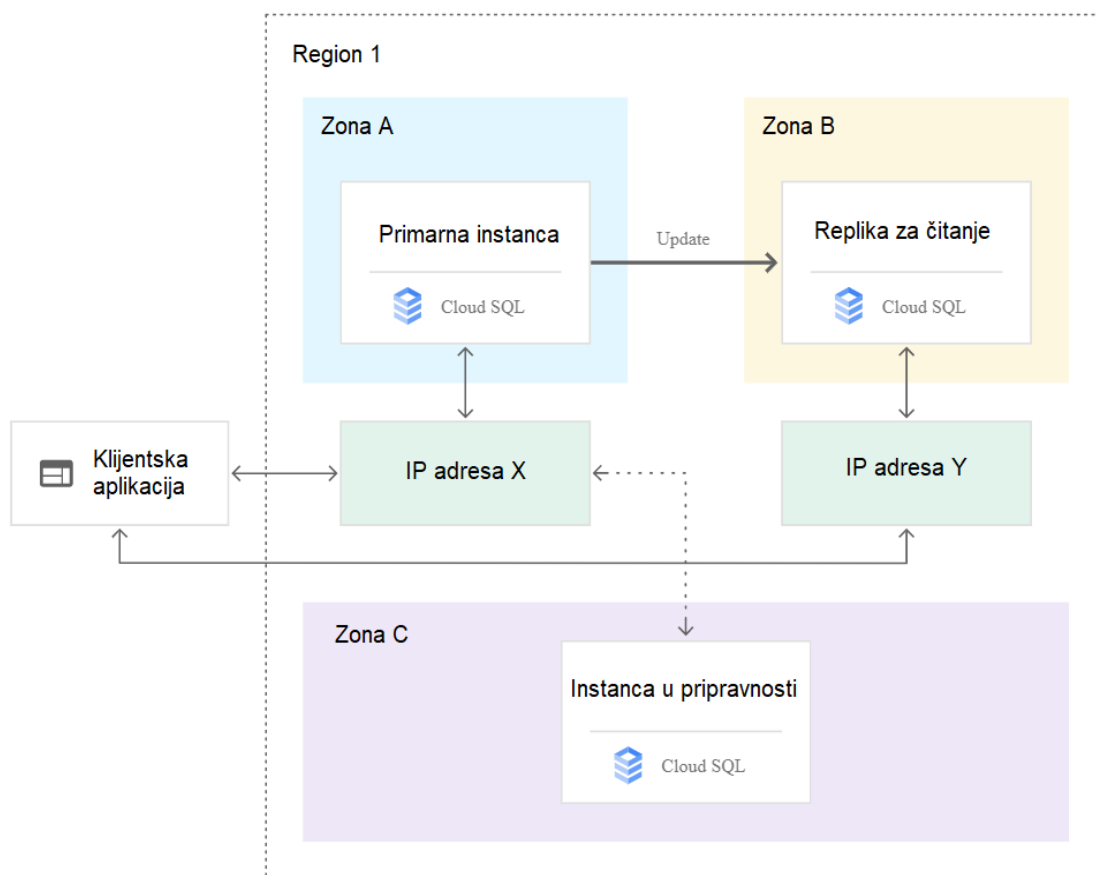 Region 1
Zona A
Zona B
Primarna instanca
Update
Replika za čitanje
Cloud SQL
Cloud SQL
Klijentska
aplikacija
IP adresa X
IP adresa Y
Zona C
Instanca u pripravnosti
Cloud SQL